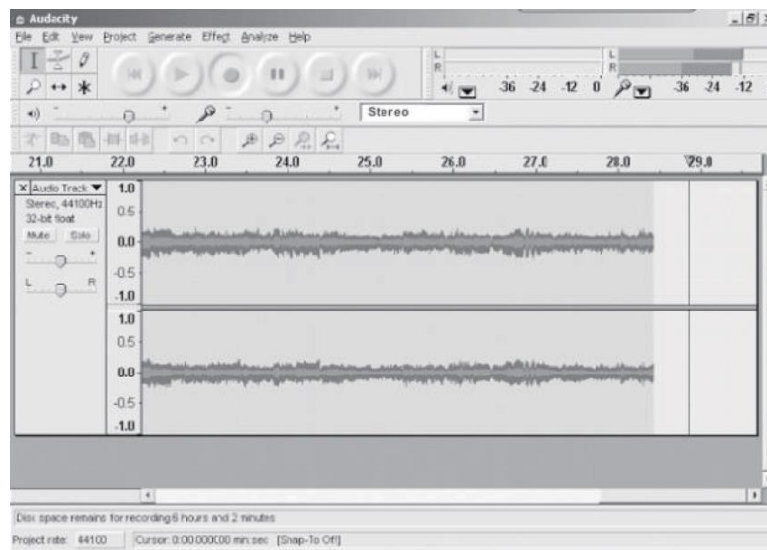 Audacity
File Edit View Project Generate Effect Analyze Help
L
R
-36 -24 -12 0
L
R
-36 -24 -12
- +
- +
Stereo
21.0 22.0 23.0 24.0 25.0 26.0 27.0 28.0 29.0
X Audio Track
Stereo, 44100Hz
32-bit float
Mute Solo
- +
L R
1.0
0.5
0.0
-0.5
-1.0
1.0
0.5
0.0
-0.5
-1.0
Disk space remains for recording 6 hours and 2 minutes
Project rate: 44100 Cursor: 0:00.000000 min:sec [Snap-To Off]